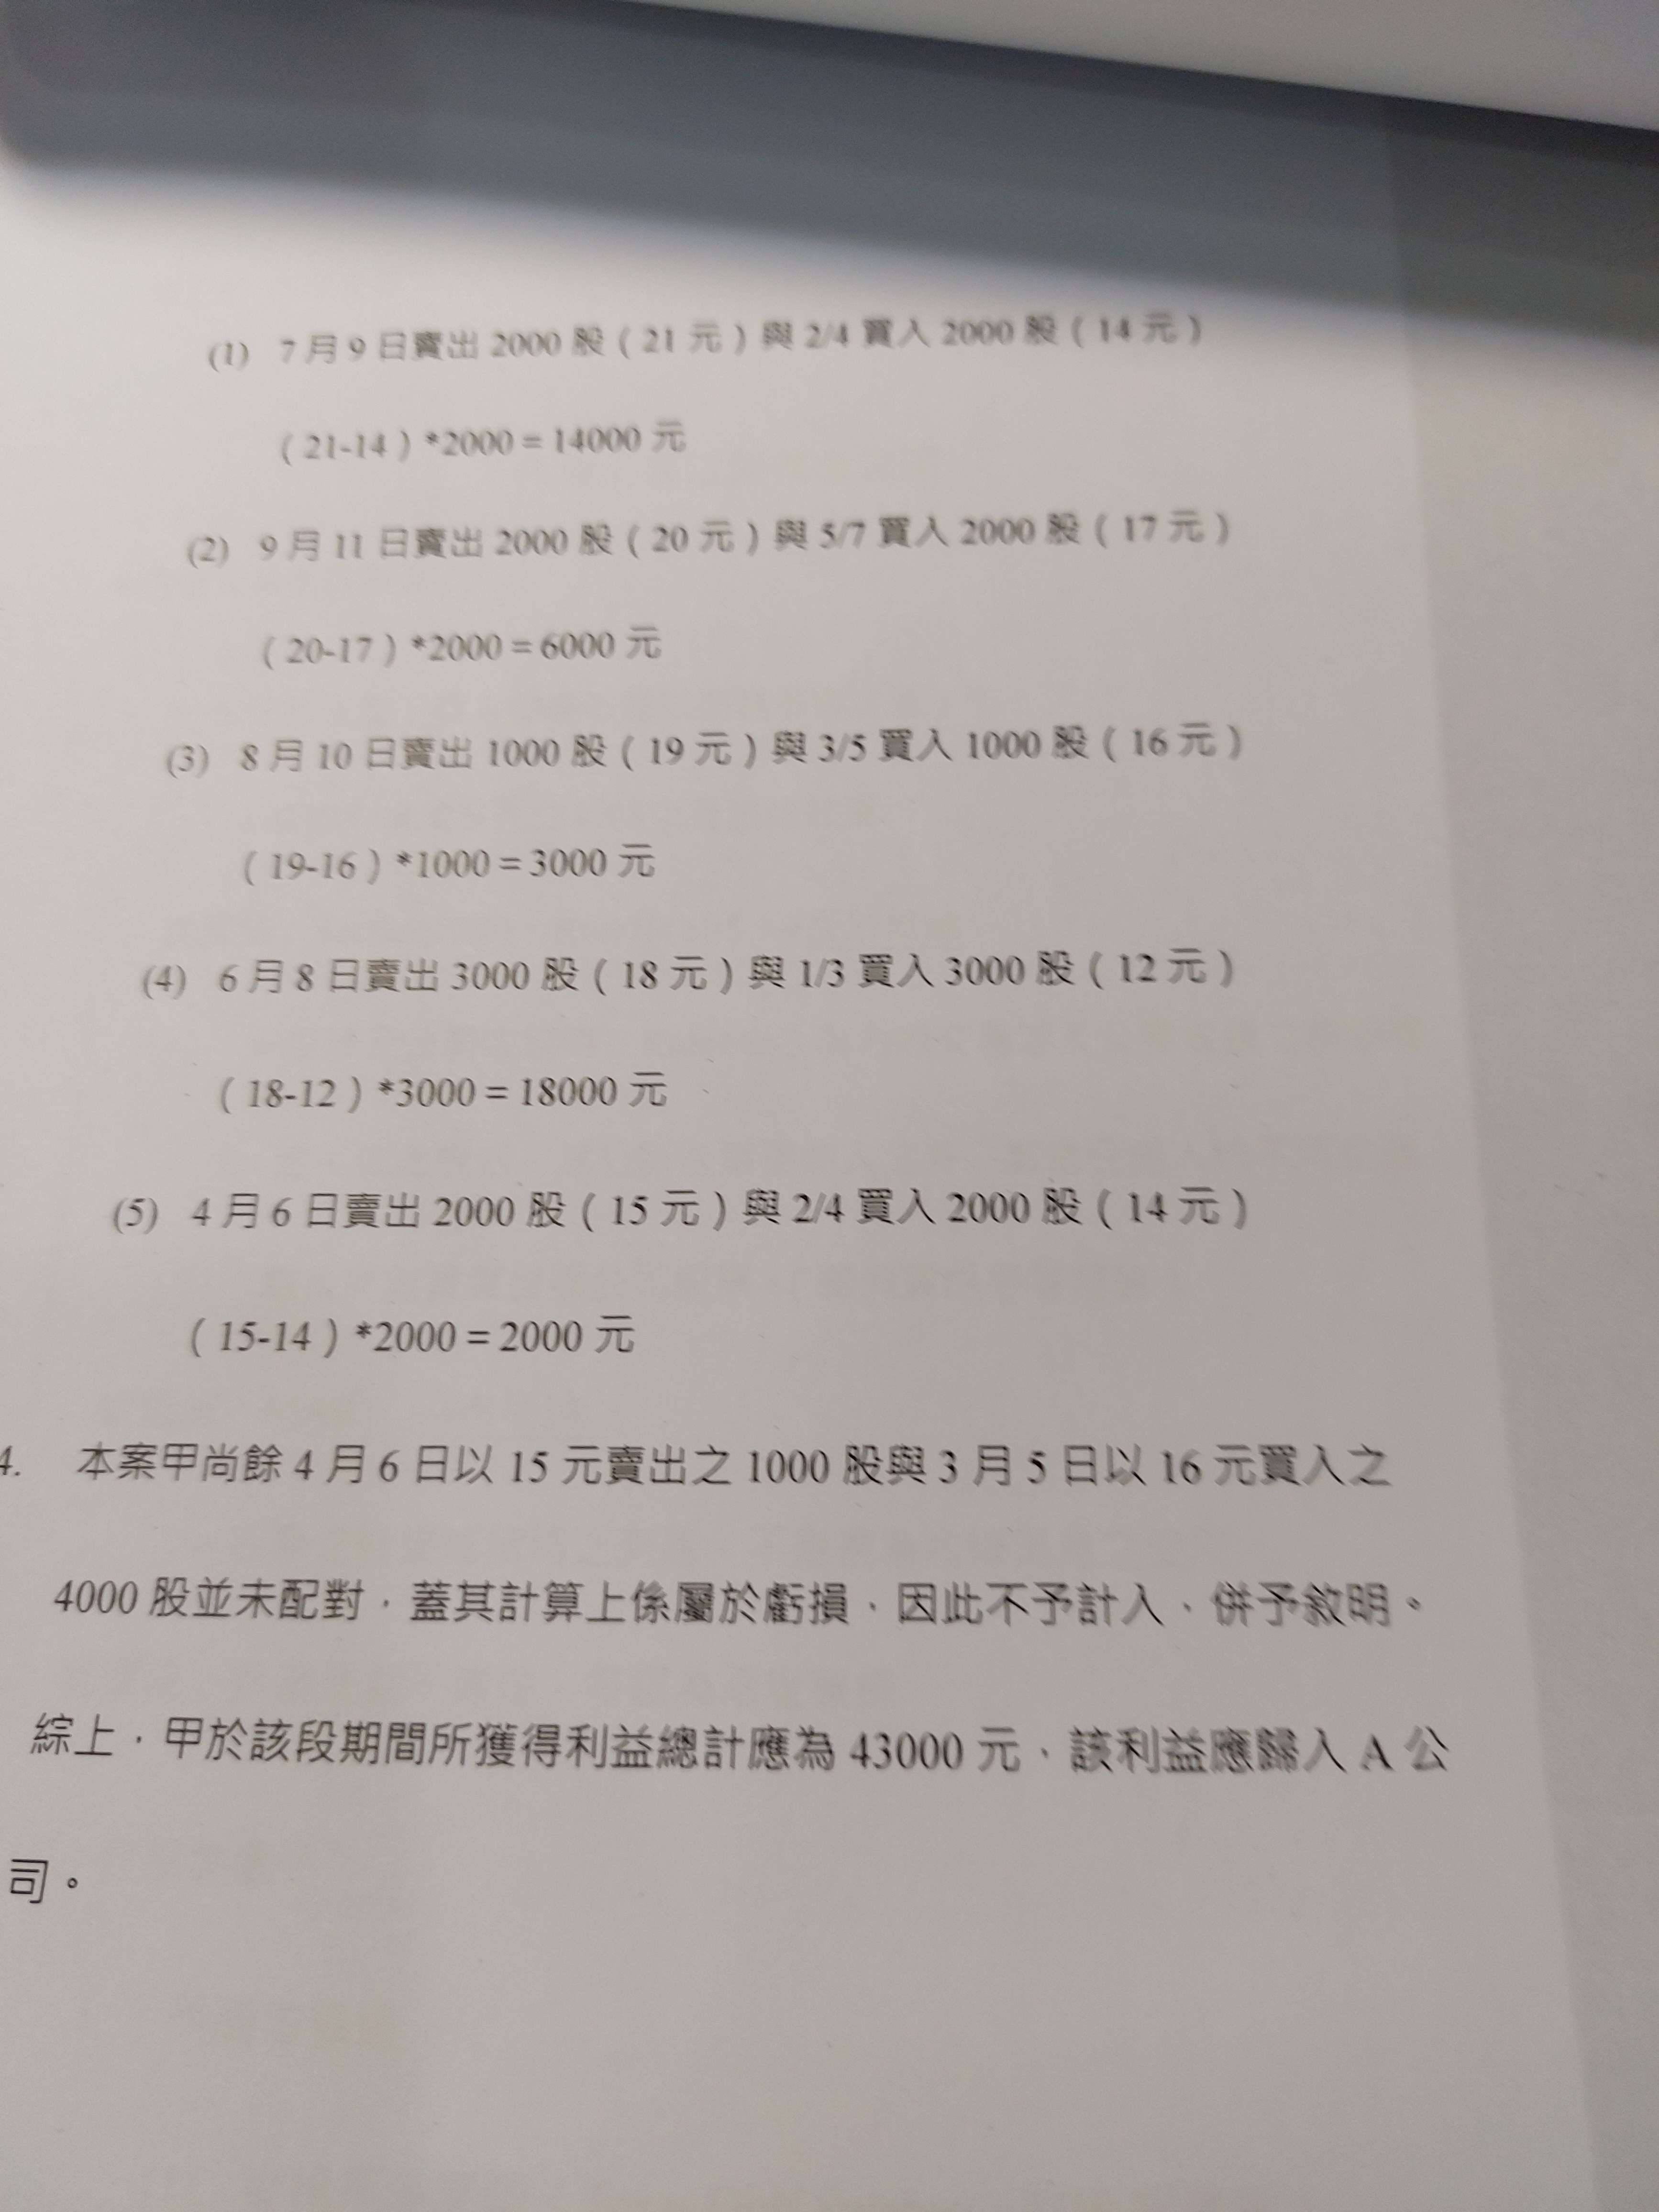 (1) 7月9日賣出 2000 股（21 元）與 2/4 買入 2000 股（14 元）
（21-14）*2000 = 14000 元
(2) 9月11日賣出 2000 股（20 元）與 5/7 買入 2000 股（17 元）
（20-17）*2000 = 6000 元
(3) 8月10日賣出 1000 股（19 元）與 3/5 買入 1000 股（16 元）
（19-16）*1000 = 3000 元
(4) 6月8日賣出 3000 股（18 元）與 1/3 買入 3000 股（12 元）
（18-12）*3000 = 18000 元
(5) 4月6日賣出 2000 股（15 元）與 2/4 買入 2000 股（14 元）
（15-14）*2000 = 2000 元
4. 本案甲尚餘 4 月 6 日以 15 元賣出之 1000 股與 3 月 5 日以 16 元買入之
4000 股並未配對，蓋其計算上係屬於虧損，因此不予計入，併予敘明。
綜上，甲於該段期間所獲得利益總計應為 43000 元，該利益應歸入 A 公
司。